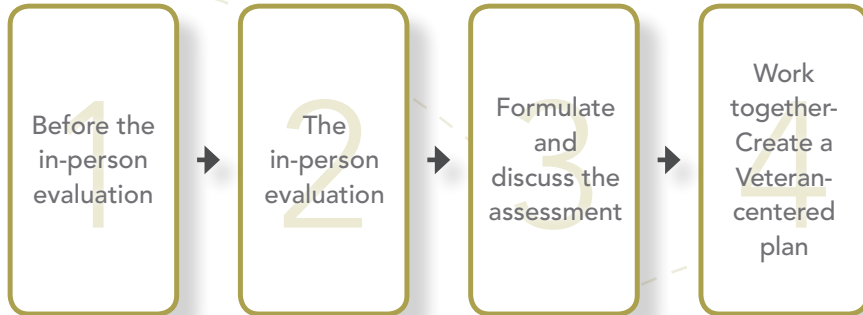 1
Before the
in-person
evaluation
2
The
in-person
evaluation
3
Formulate
and
discuss the
assessment
4
Work
together-
Create a
Veteran-
centered
plan